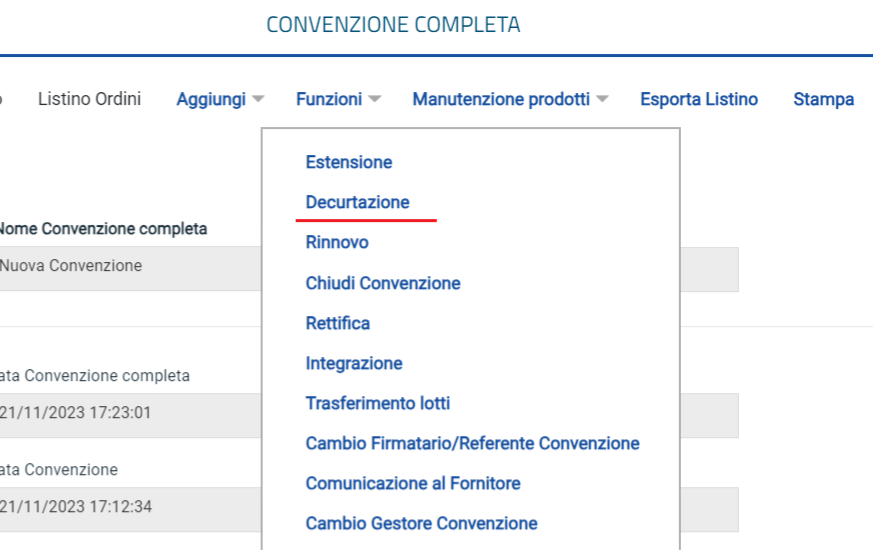 CONVENZIONE COMPLETA
Listino Ordini Aggiungi Funzioni Manutenzione prodotti Esporta Listino Stampa
Estensione
Decurtazione
Nome Convenzione completa
Rinnovo
Nuova Convenzione
Chiudi Convenzione
Rettifica
Integrazione
ata Convenzione completa
Trasferimento lotti
21/11/2023 17:23:01
Cambio Firmatario/Referente Convenzione
ata Convenzione
Comunicazione al Fornitore
21/11/2023 17:12:34
Cambio Gestore Convenzione